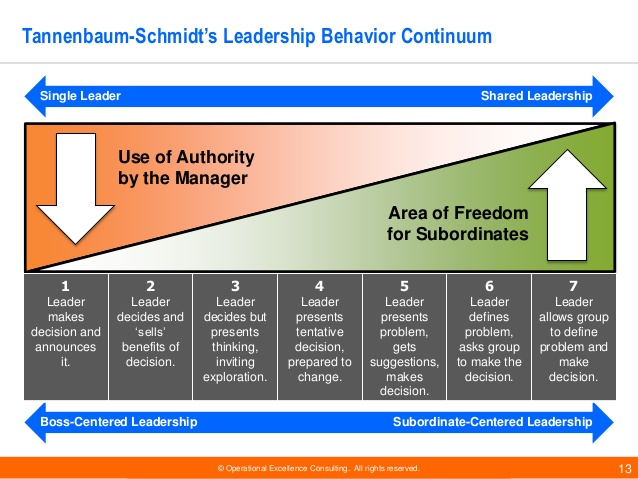 Tannenbaum-Schmidt’s Leadership Behavior Continuum
Single Leader
Shared Leadership
Use of Authority
by the Manager
Area of Freedom
for Subordinates
1
Leader
makes
decision and
announces
it.
2
Leader
decides and
‘sells’
benefits of
decision.
3
Leader
decides but
presents
thinking,
inviting
exploration.
4
Leader
presents
tentative
decision,
prepared to
change.
5
Leader
presents
problem,
gets
suggestions,
makes
decision.
6
Leader
defines
problem,
asks group
to make the
decision.
7
Leader
allows group
to define
problem and
make
decision.
Boss-Centered Leadership
Subordinate-Centered Leadership
© Operational Excellence Consulting. All rights reserved.
13